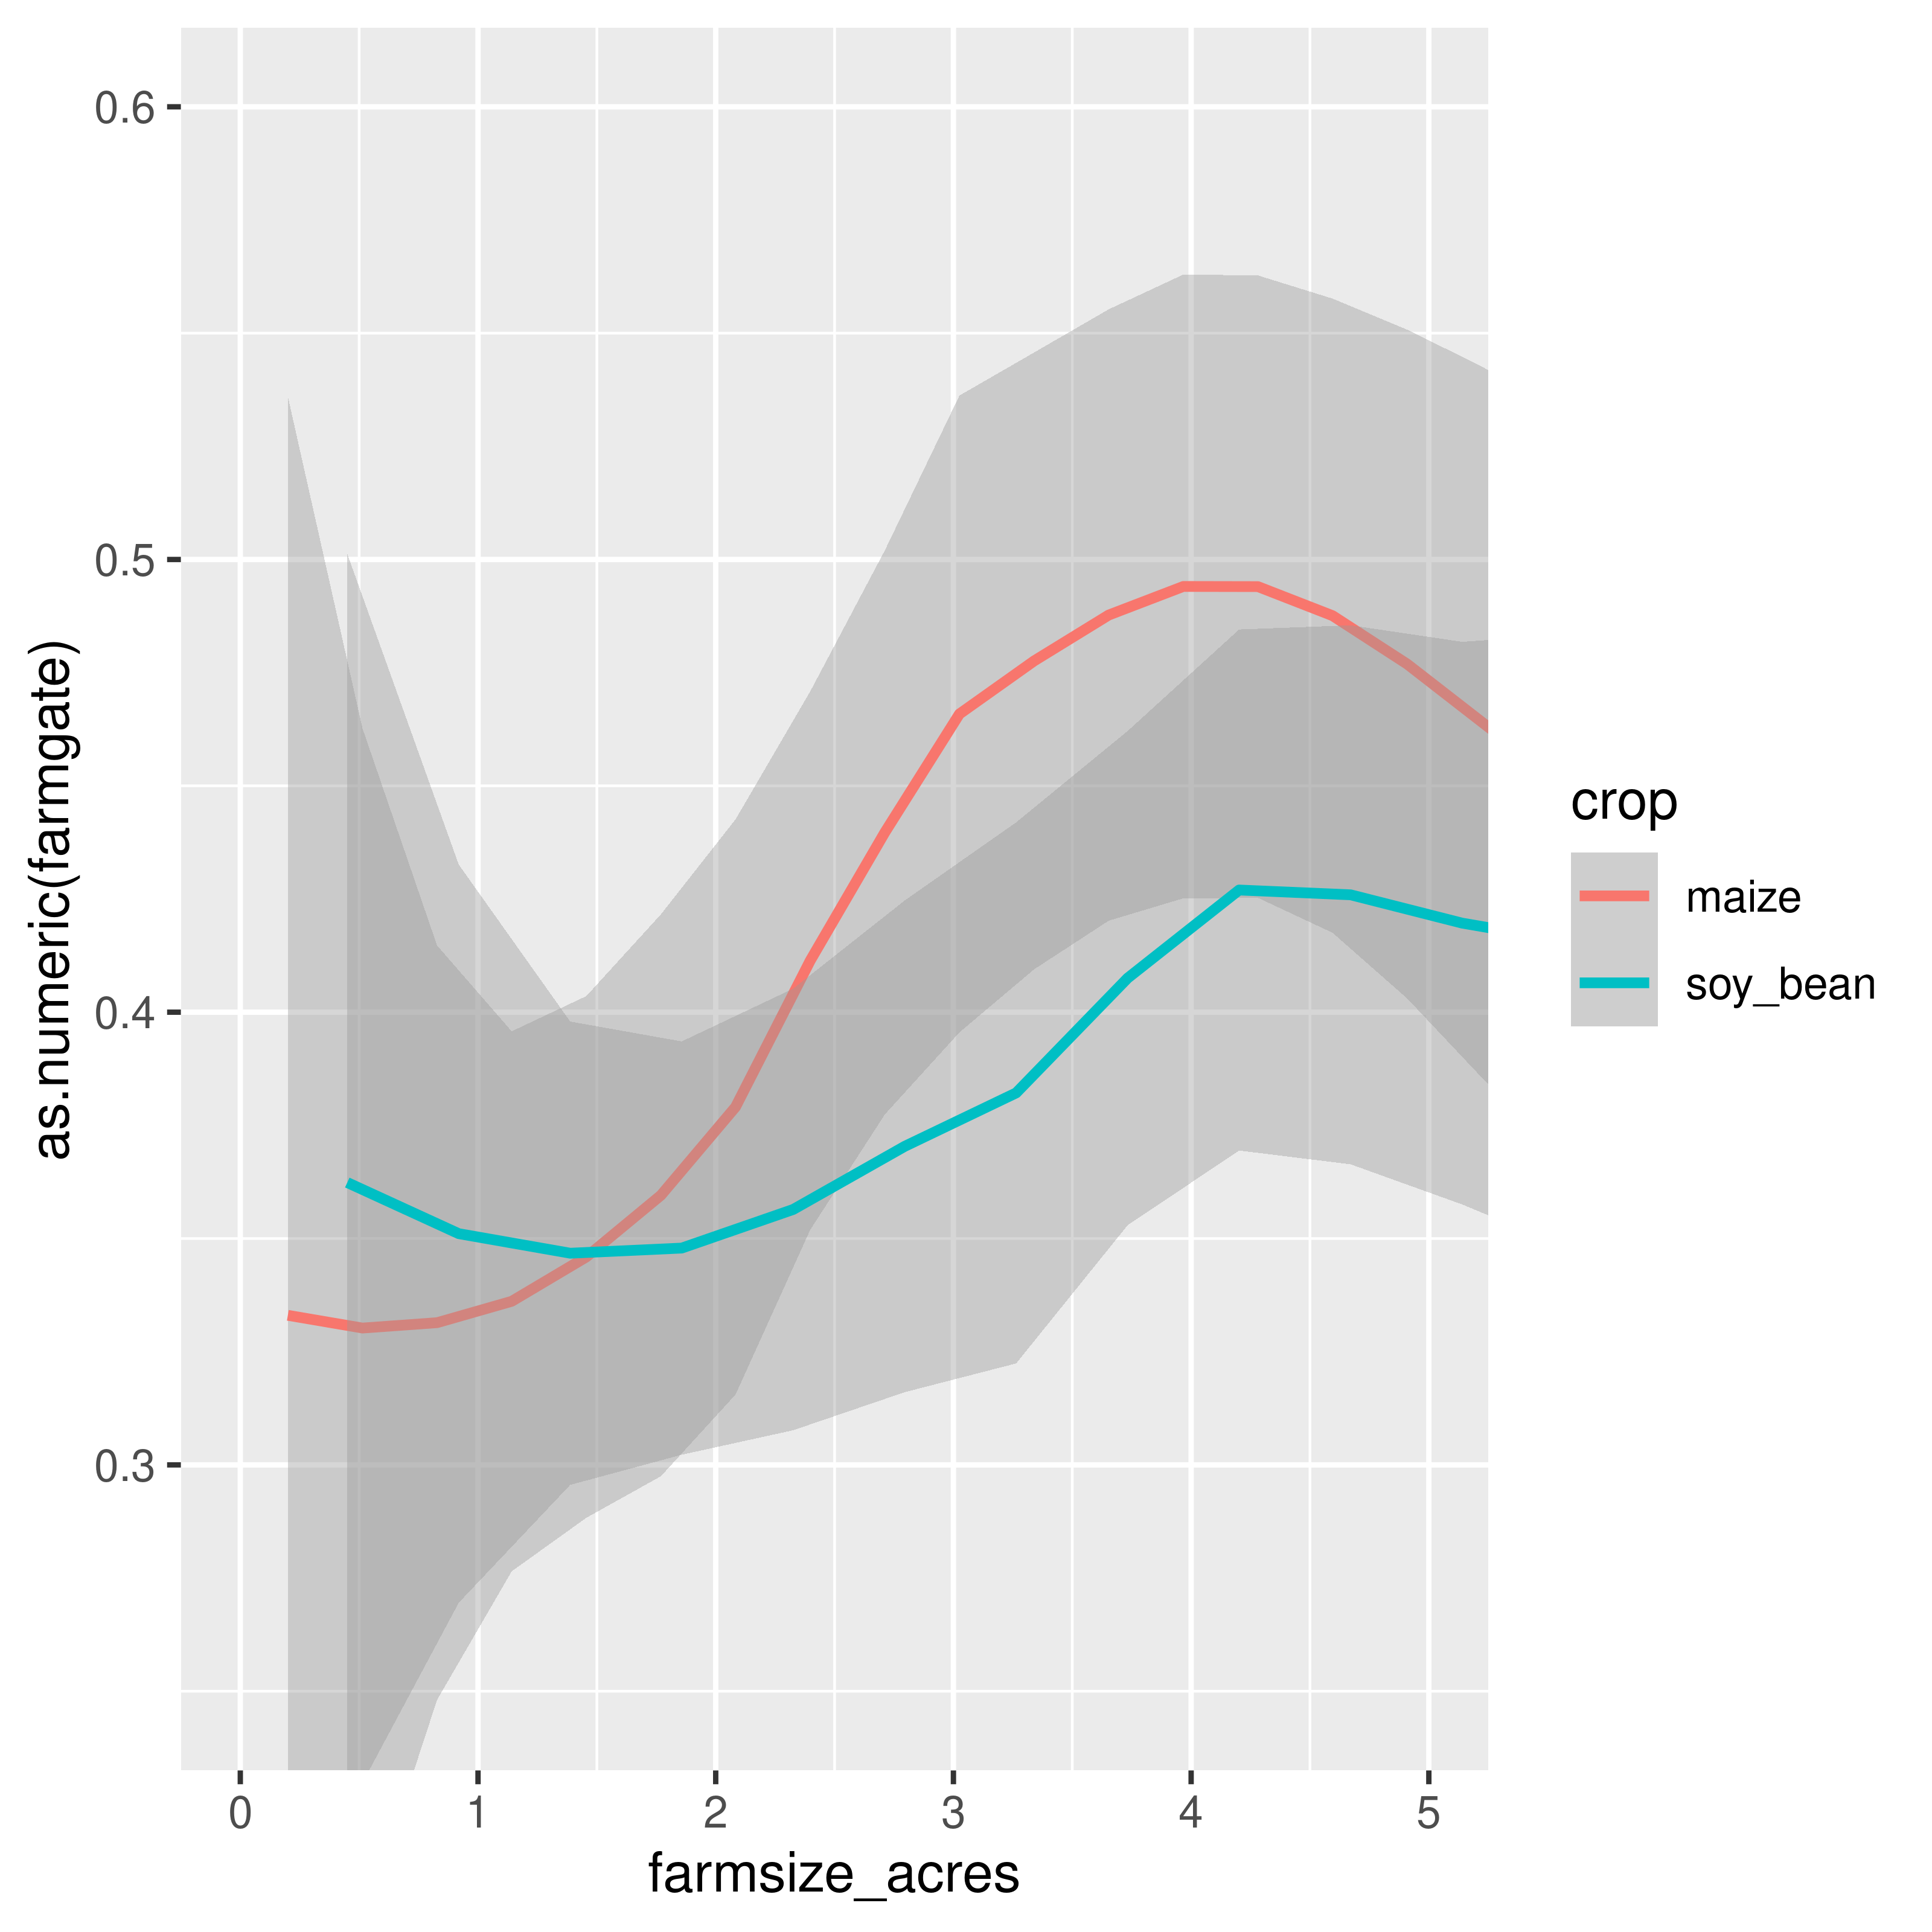 as.numeric(farmgate)
0.6
0.5
0.4
0.3
0 1 2 3 4 5
farmsize_acres
crop
maize
soy_bean